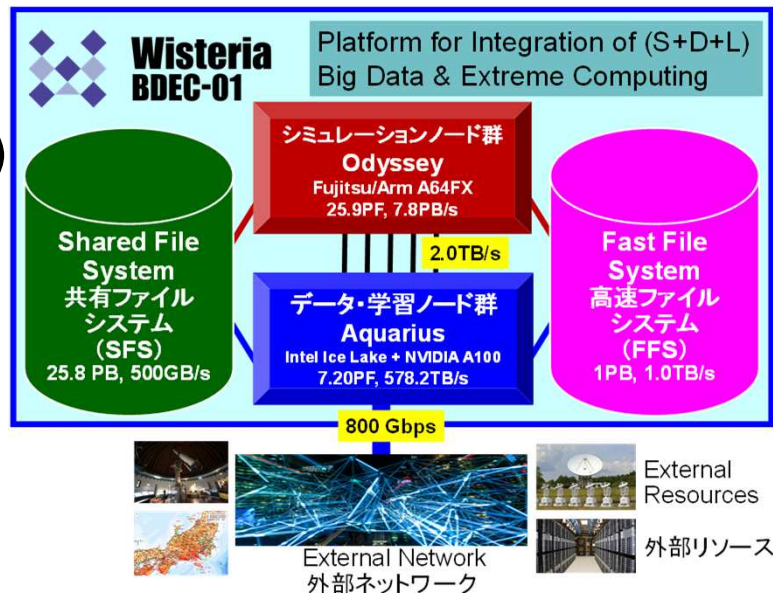 Wisteria
BDEC-01
Platform for Integration of (S+D+L)
Big Data & Extreme Computing
シミュレーションノード群
Odyssey
Fujitsu/Arm A64FX
25.9PF, 7.8PB/s
2.0TB/s
Shared File
System
共有ファイル
システム
(SFS)
25.8 PB, 500GB/s
データ・学習ノード群
Aquarius
Intel Ice Lake + NVIDIA A100
7.20PF, 578.2TB/s
Fast File
System
高速ファイル
システム
(FFS)
1PB, 1.0TB/s
800 Gbps
External
Resources
外部リソース
External Network
外部ネットワーク
)